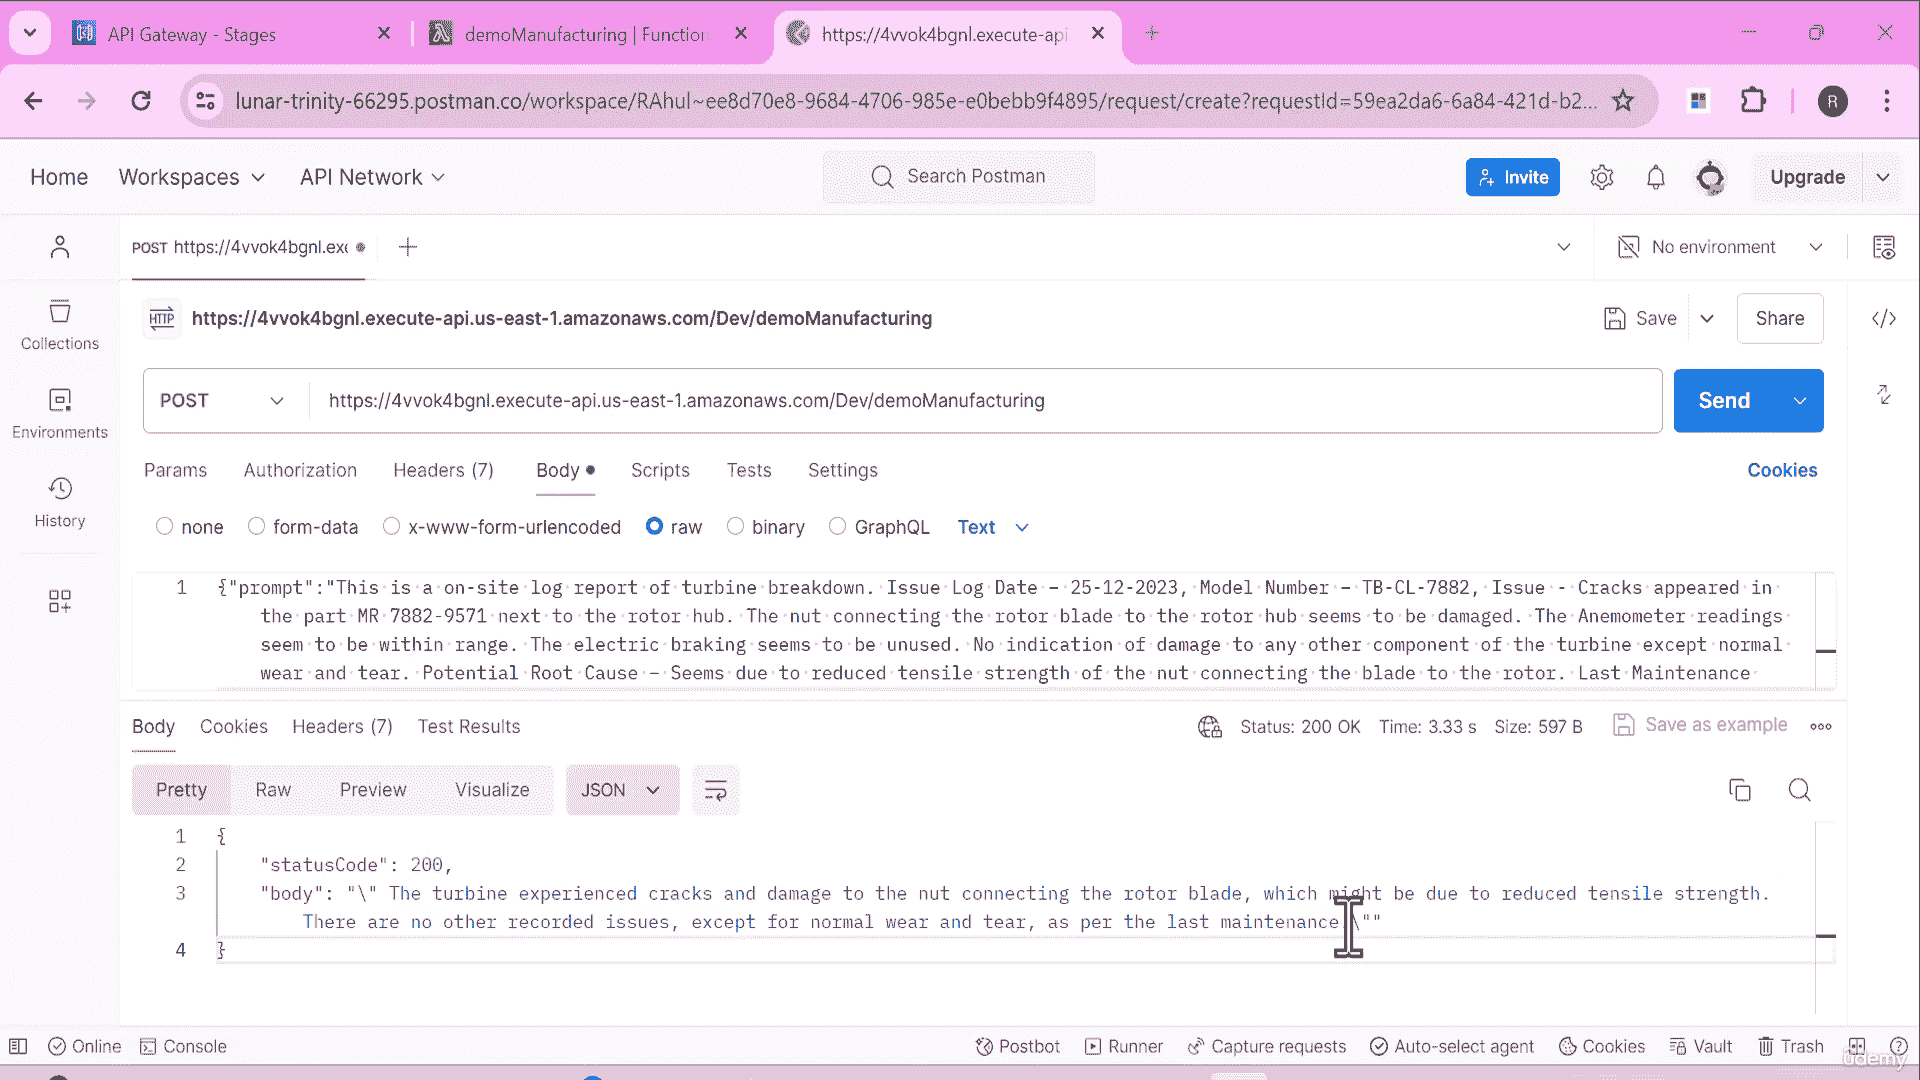 API Gateway - Stages
demoManufacturing | Function
https://4vvok4bgnl.execute-api.
lunar-trinity-66295.postman.co/workspace/RAhul~ee8d70e8-9684-4706-985e-e0bebb9f4895/request/create?requestId=59ea2da6-6a84-421d-b2...
R
Home
Workspaces
API Network
Search Postman
Invite
Upgrade
POST https://4vvok4bgnl.exe
No environment
HTTP
https://4vvok4bgnl.execute-api.us-east-1.amazonaws.com/Dev/demoManufacturing
Save
Share
Collections
POST
https://4vvok4bgnl.execute-api.us-east-1.amazonaws.com/Dev/demoManufacturing
Send
Environments
Params
Authorization
Headers (7)
Body
Scripts
Tests
Settings
Cookies
History
none
form-data
x-www-form-urlencoded
raw
binary
GraphQL
Text
1 {"prompt":"This is a on-site log report of turbine breakdown. Issue Log Date – 25-12-2023, Model Number – TB-CL-7882, Issue - Cracks appeared in
the part MR 7882-9571 next to the rotor hub. The nut connecting the rotor blade to the rotor hub seems to be damaged. The Anemometer readings
seem to be within range. The electric braking seems to be unused. No indication of damage to any other component of the turbine except normal
wear and tear. Potential Root Cause – Seems due to reduced tensile strength of the nut connecting the blade to the rotor. Last Maintenance
Body
Cookies
Headers (7)
Test Results
Status: 200 OK
Time: 3.33 s
Size: 597 B
Save as example
Pretty
Raw
Preview
Visualize
JSON
1 {
2 "statusCode": 200,
3 "body": "\" The turbine experienced cracks and damage to the nut connecting the rotor blade, which might be due to reduced tensile strength.
There are no other recorded issues, except for normal wear and tear, as per the last maintenance.\""
4 }
Online
Console
Postbot
Runner
Capture requests
Auto-select agent
Cookies
Vault
Trash
udemy